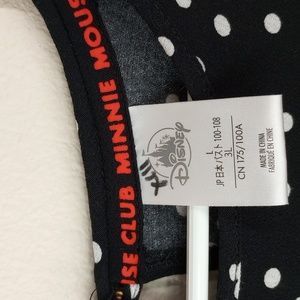 USE CLUB MINNIE MOUS
Disney
L
JP 日本 バスト 100-108
3L
CN 175/100A
MADE IN CHINA
FABRIQUÉ EN CHINE